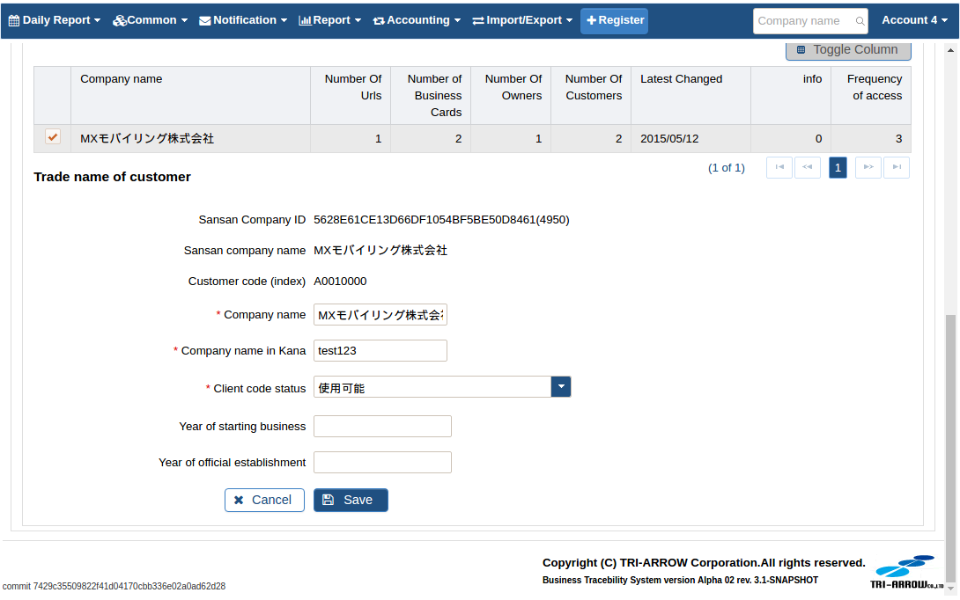 Daily Report Common Notification Report Accounting Import/Export Register Company name Account 4
Toggle Column
Company name Number Of Urls Number of Business Cards Number Of Owners Number Of Customers Latest Changed info Frequency of access
MXモバイリング株式会社 1 2 1 2 2015/05/12 0 3
(1 of 1) 1
Trade name of customer
Sansan Company ID 5628E61CE13D66DF1054BF5BE50D8461(4950)
Sansan company name MXモバイリング株式会社
Customer code (index) A0010000
* Company name MXモバイリング株式会社
* Company name in Kana test123
* Client code status 使用可能
Year of starting business
Year of official establishment
Cancel Save
Copyright (C) TRI-ARROW Corporation.All rights reserved.
Business Tracebility System version Alpha 02 rev. 3.1-SNAPSHOT
TRI-ARROW Co.,LTD
commit 7429c35509822f41d04170cbb336e02a0ad62d28